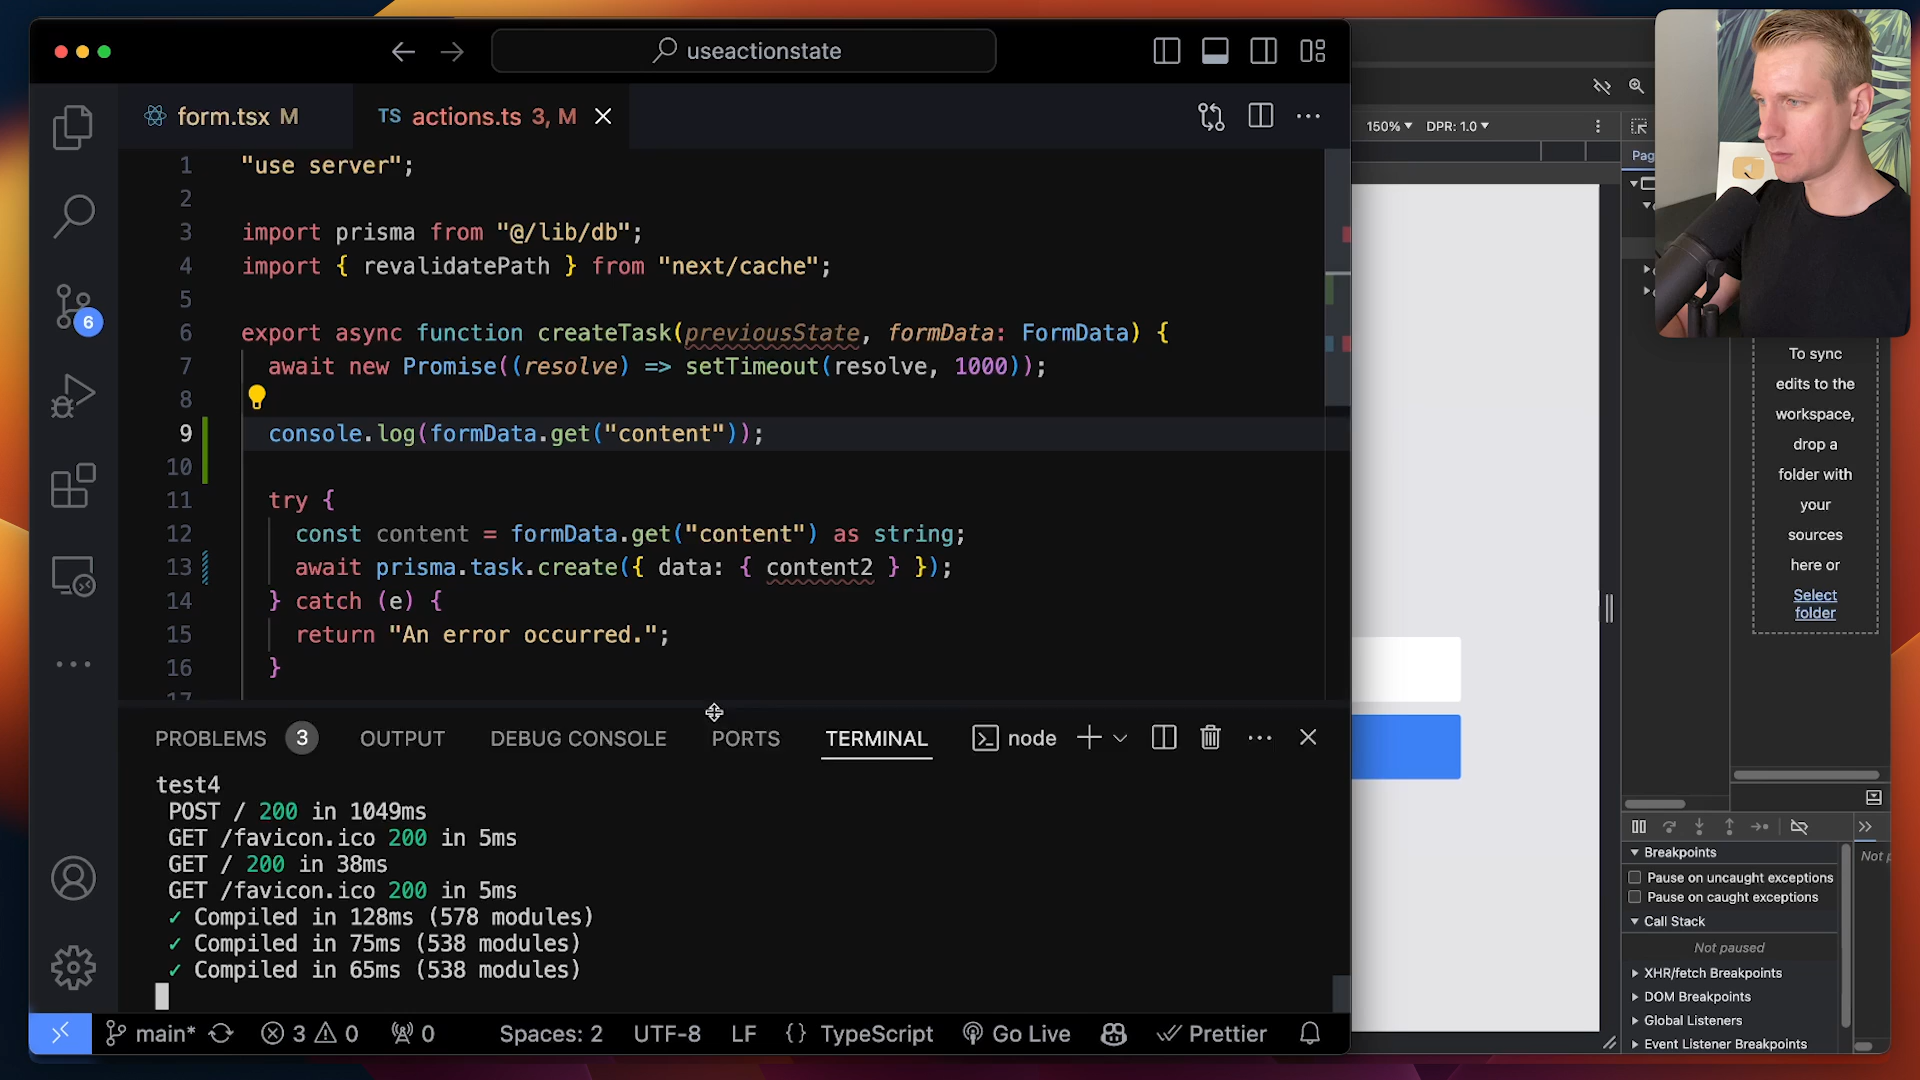 useactionstate
form.tsx M
TS actions.ts 3, M
1 "use server";
2
3 import prisma from "@/lib/db";
4 import { revalidatePath } from "next/cache";
5
6 export async function createTask(previousState, formData: FormData) {
7 await new Promise((resolve) => setTimeout(resolve, 1000));
8
9 console.log(formData.get("content"));
10
11 try {
12 const content = formData.get("content") as string;
13 await prisma.task.create({ data: { content2 } });
14 } catch (e) {
15 return "An error occurred.";
16 }
17
6
PROBLEMS 3 OUTPUT DEBUG CONSOLE PORTS TERMINAL node
test4
POST / 200 in 1049ms
GET /favicon.ico 200 in 5ms
GET / 200 in 38ms
GET /favicon.ico 200 in 5ms
✓ Compiled in 128ms (578 modules)
✓ Compiled in 75ms (538 modules)
✓ Compiled in 65ms (538 modules)
main* 3 0 0 Spaces: 2 UTF-8 LF {} TypeScript Go Live Prettier
150% DPR: 1.0
Pag
To sync
edits to the
workspace,
drop a
folder with
your
sources
here or
Select
folder
Breakpoints
Pause on uncaught exceptions
Pause on caught exceptions
Call Stack
Not paused
XHR/fetch Breakpoints
DOM Breakpoints
Global Listeners
Event Listener Breakpoints
Not p